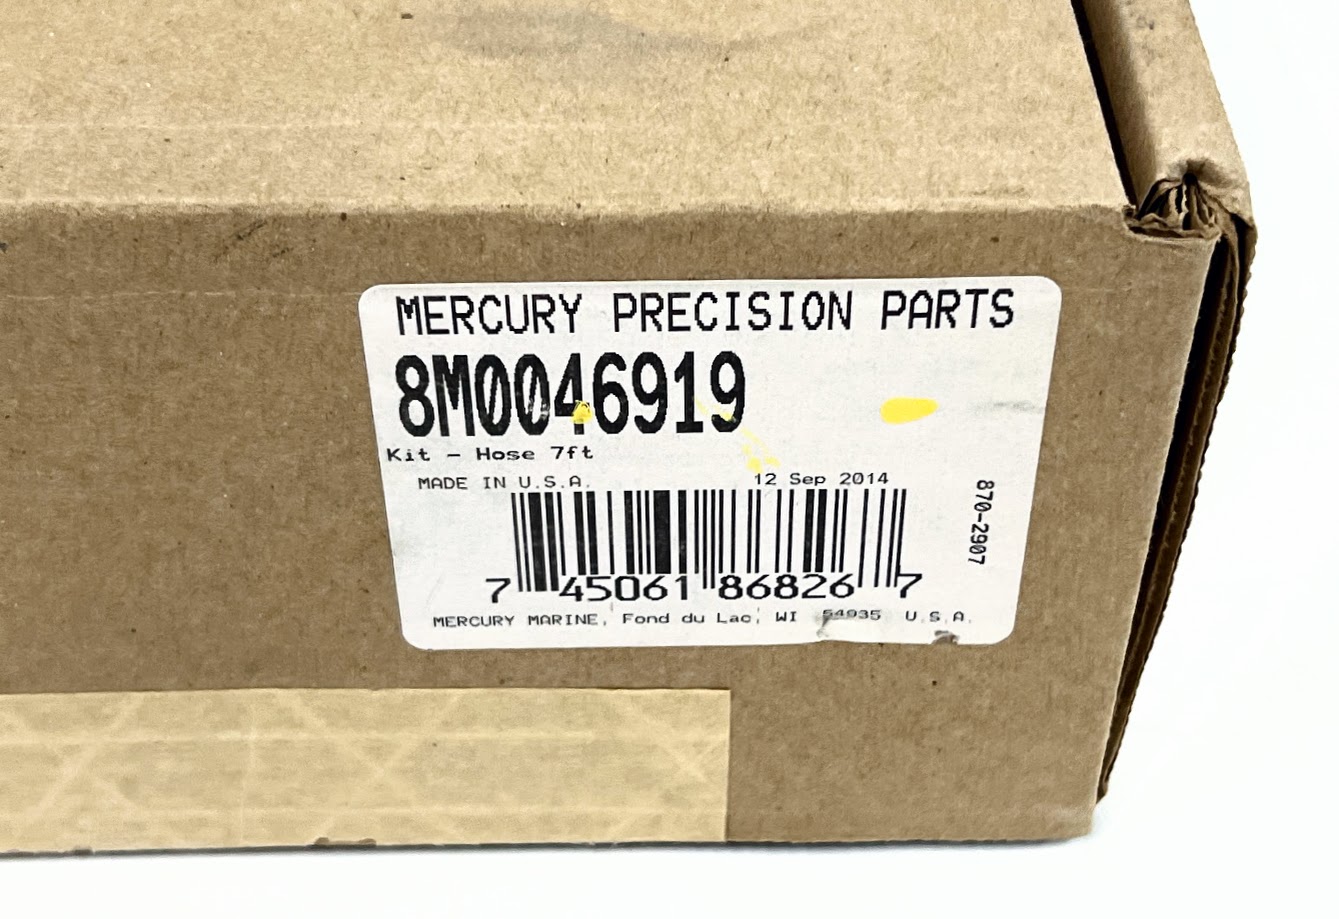 MERCURY PRECISION PARTS
8M0046919
Kit - Hose 7ft
MADE IN U.S.A. 12 Sep 2014
870-2907
7 45061 86826 7
MERCURY MARINE, Fond du Lac, WI 54935 U.S.A.